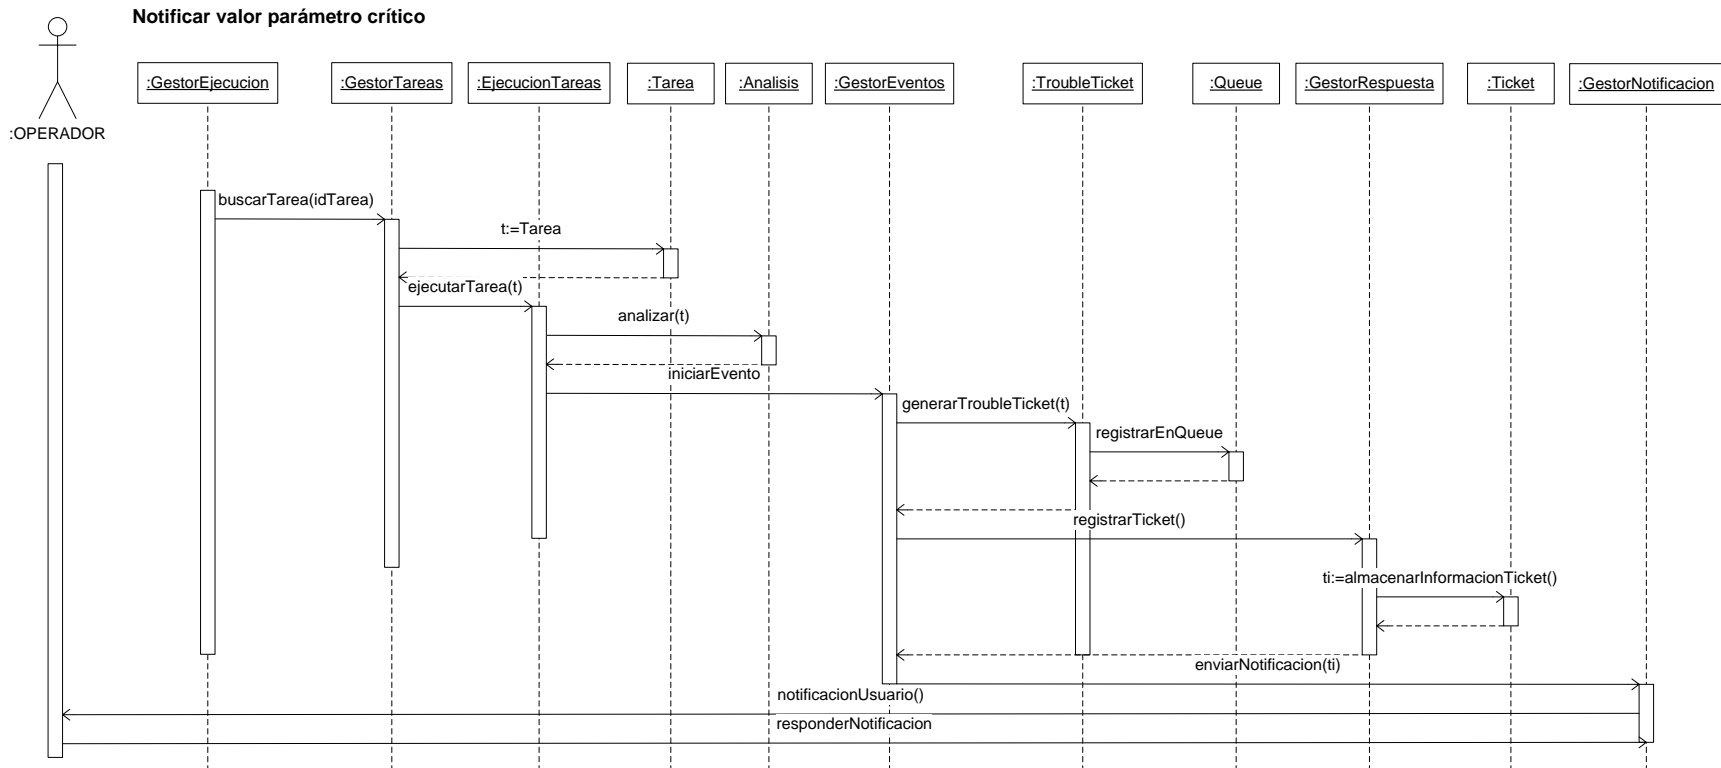 Notificar valor parámetro crítico
:GestorEjecucion
:GestorTareas
:EjecucionTareas
:Tarea
:Analisis
:GestorEventos
:TroubleTicket
:Queue
:GestorRespuesta
:Ticket
:GestorNotificacion
:OPERADOR
buscarTarea(idTarea)
t:=Tarea
ejecutarTarea(t)
analizar(t)
iniciarEvento
generarTroubleTicket(t)
registrarEnQueue
registrarTicket()
ti:=almacenarInformacionTicket()
enviarNotificacion(ti)
notificacionUsuario()
responderNotificacion